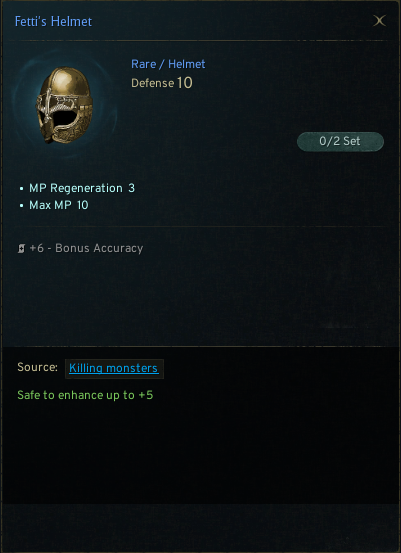 Fetti's Helmet
Rare / Helmet
Defense 10
0/2 Set
• MP Regeneration 3
• Max MP 10
+6 - Bonus Accuracy
Source: Killing monsters
Safe to enhance up to +5